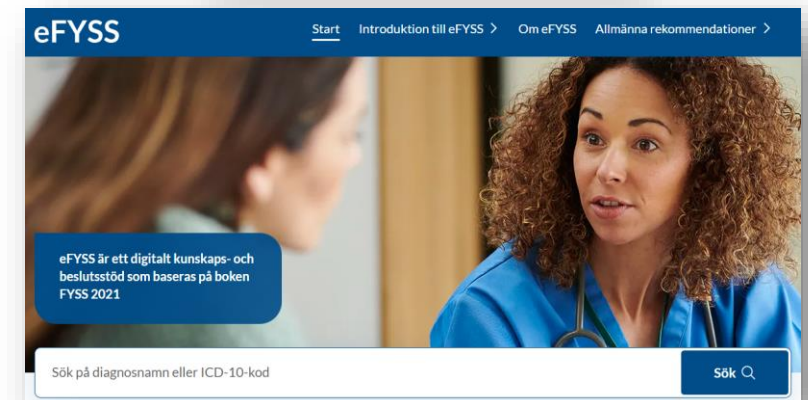 eFYSS
Start Introduktion till eFYSS > Om eFYSS Allmänna rekommendationer >
eFYSS är ett digitalt kunskaps- och
beslutsstöd som baseras på boken
FYSS 2021
Sök på diagnosnamn eller ICD-10-kod
Sök